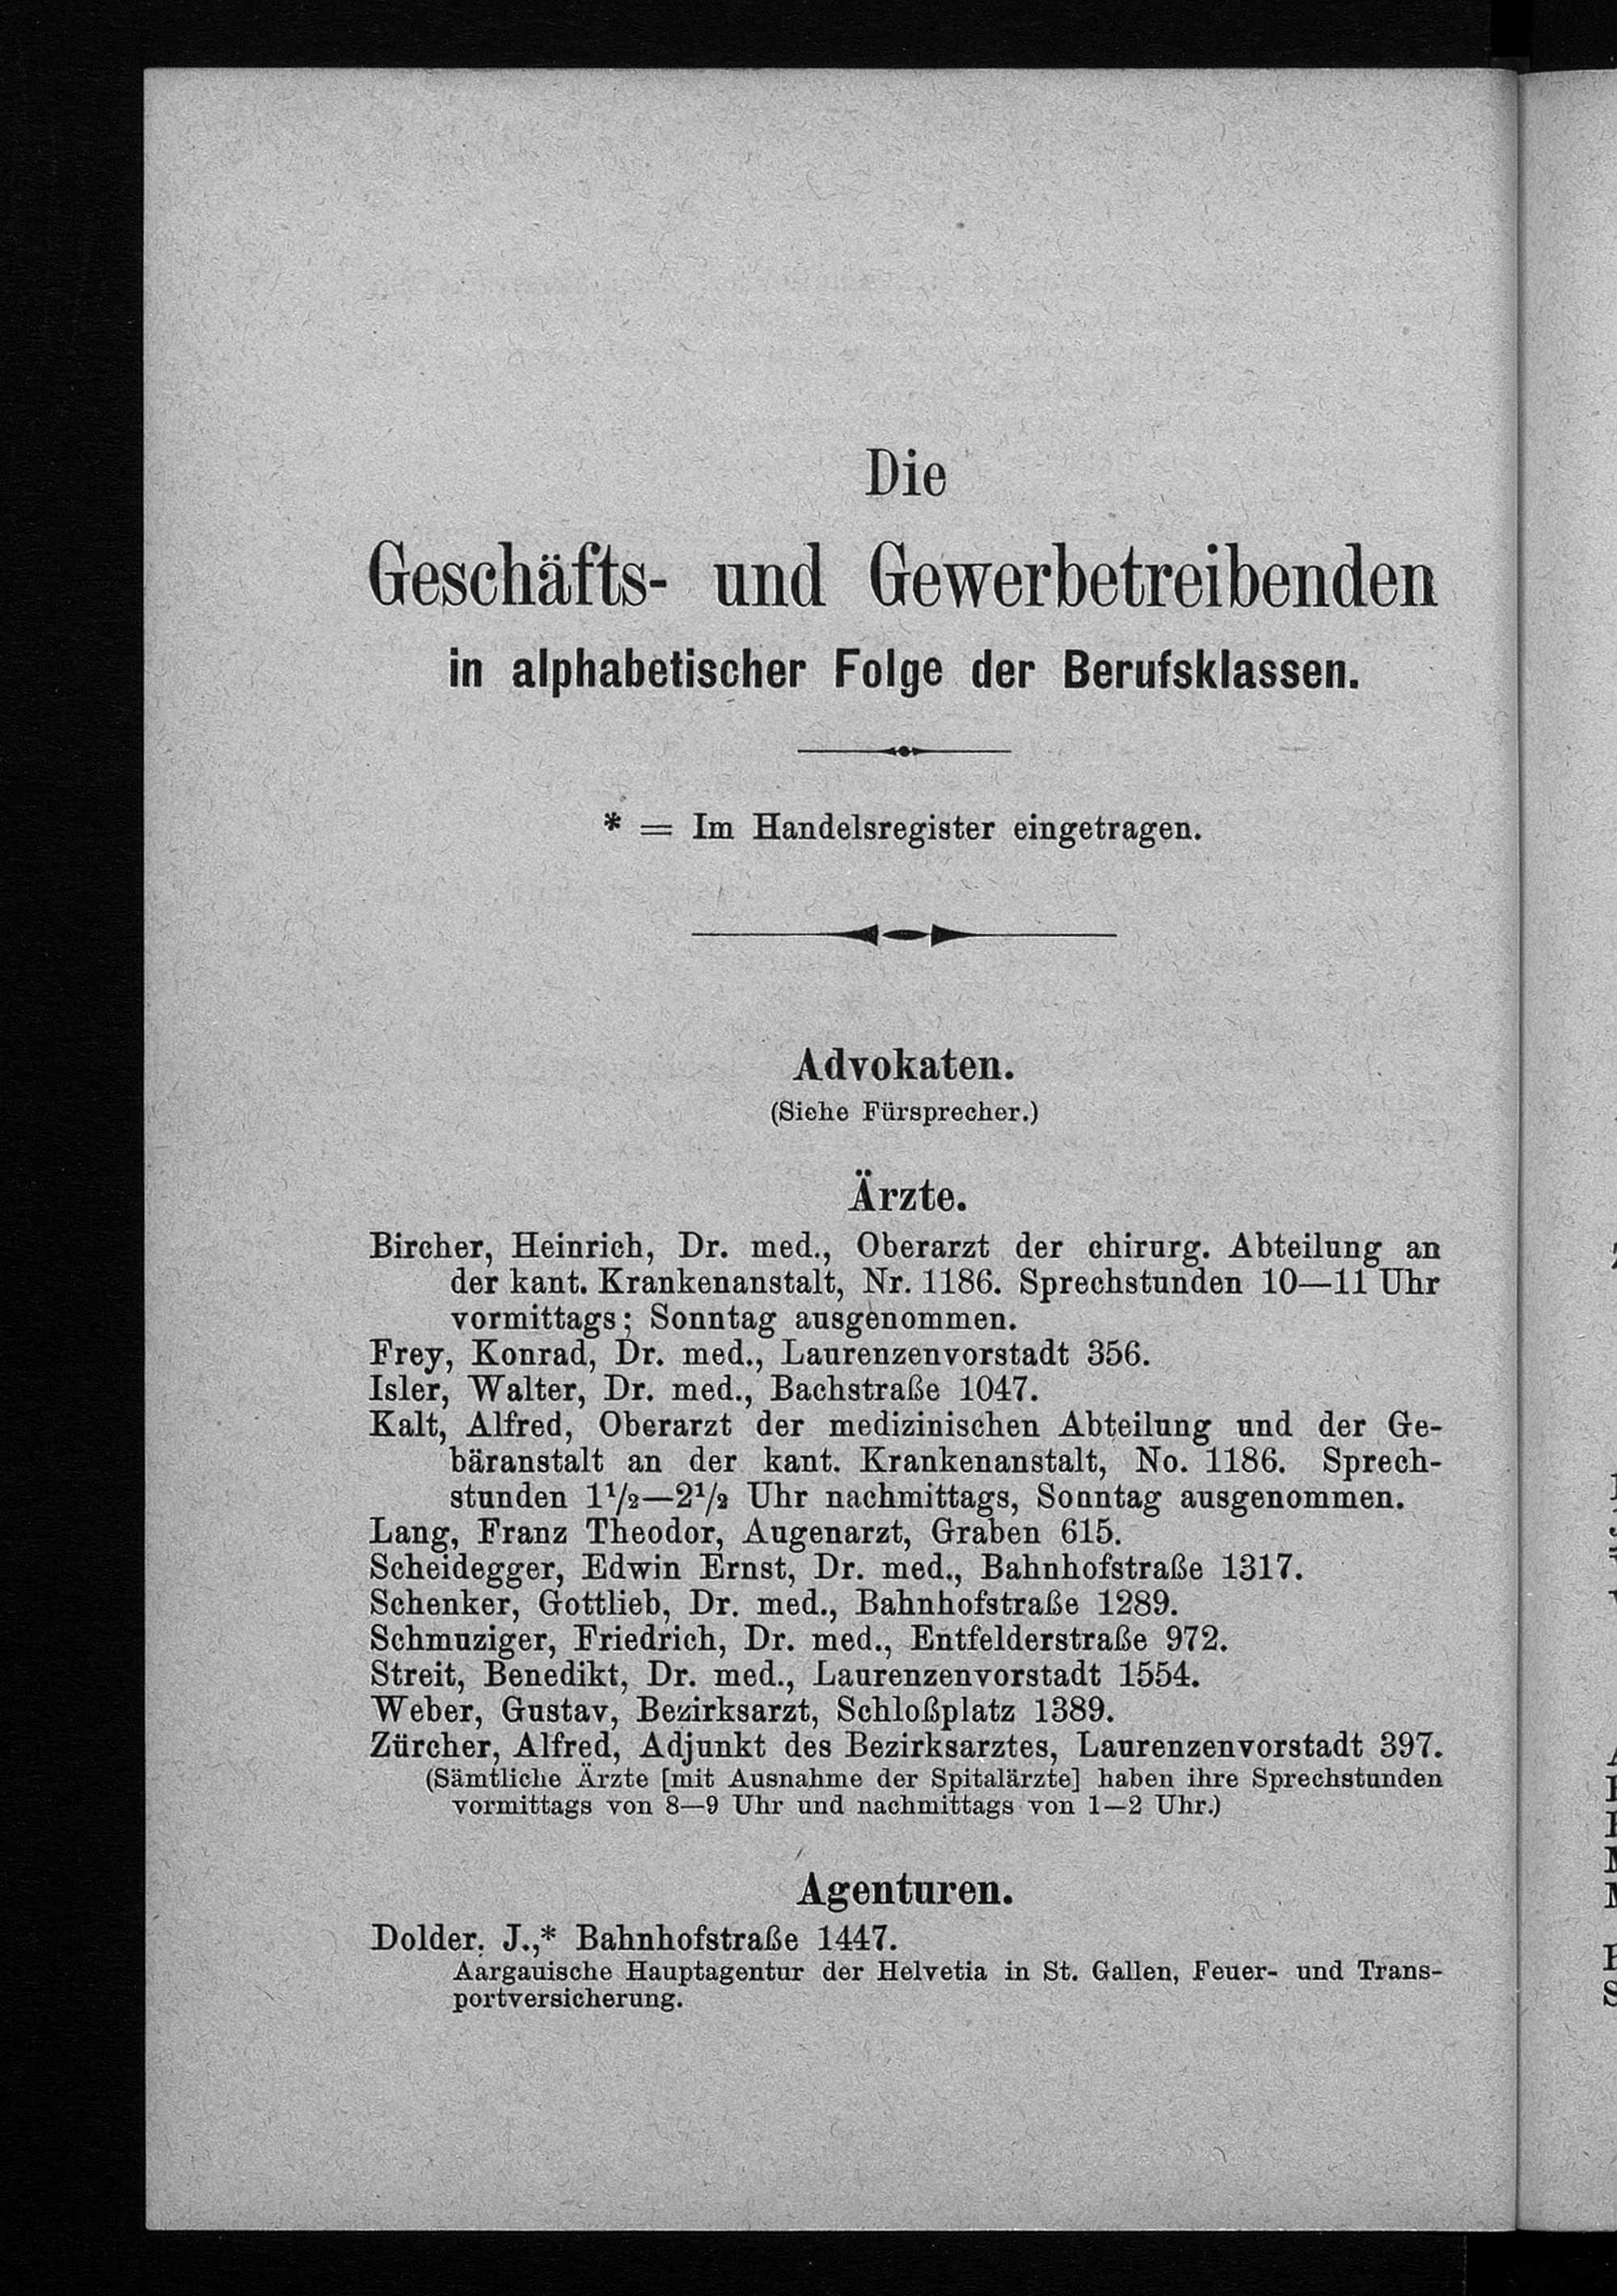 Die
Geschäfts- und Gewerbetreibenden
in alphabetischer Folge der Berufsklassen.
* = Im Handelsregister eingetragen.
Advokaten.
(Siehe Fürsprecher.)
Ärzte.
Bircher, Heinrich, Dr. med., Oberarzt der chirurg. Abteilung an
der kant. Krankenanstalt, Nr. 1186. Sprechstunden 10—11 Uhr
vormittags; Sonntag ausgenommen.
Frey, Konrad, Dr. med., Laurenzenvorstadt 356.
Isler, Walter, Dr. med., Bachstraße 1047.
Kalt, Alfred, Oberarzt der medizinischen Abteilung und der Ge-
bäranstalt an der kant. Krankenanstalt, No. 1186. Sprech-
stunden 1¹/₂—2¹/₂ Uhr nachmittags, Sonntag ausgenommen.
Lang, Franz Theodor, Augenarzt, Graben 615.
Scheidegger, Edwin Ernst, Dr. med., Bahnhofstraße 1317.
Schenker, Gottlieb, Dr. med., Bahnhofstraße 1289.
Schmuziger, Friedrich, Dr. med., Entfelderstraße 972.
Streit, Benedikt, Dr. med., Laurenzenvorstadt 1554.
Weber, Gustav, Bezirksarzt, Schloßplatz 1389.
Zürcher, Alfred, Adjunkt des Bezirksarztes, Laurenzenvorstadt 397.
(Sämtliche Ärzte [mit Ausnahme der Spitalärzte] haben ihre Sprechstunden
vormittags von 8—9 Uhr und nachmittags von 1—2 Uhr.)
Agenturen.
Dolder, J.,* Bahnhofstraße 1447.
Aargauische Hauptagentur der Helvetia in St. Gallen, Feuer- und Trans-
portversicherung.